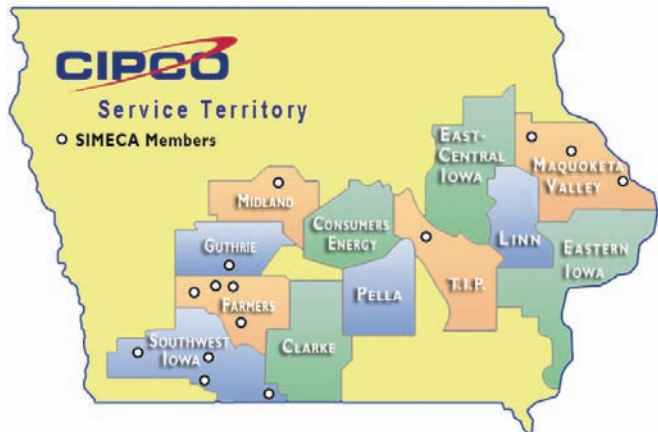 CIPCO
Service Territory
SIMECA Members
EAST-
CENTRAL
IOWA
MAQUOKETA
VALLEY
MIDLAND
CONSUMERS
ENERGY
GUTHRIE
LINN
EASTERN
IOWA
T.I.P.
PELLA
FARMERS
SOUTHWEST
IOWA
CLARKE